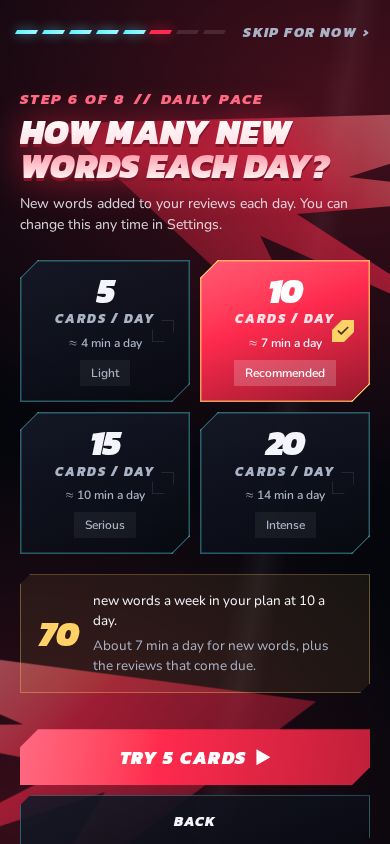 SKIP FOR NOW >
STEP 6 OF 8 // DAILY PACE
HOW MANY NEW
WORDS EACH DAY?
New words added to your reviews each day. You can
change this any time in Settings.
5
CARDS / DAY
≈ 4 min a day
Light
10
CARDS / DAY
≈ 7 min a day
Recommended
15
CARDS / DAY
≈ 10 min a day
Serious
20
CARDS / DAY
≈ 14 min a day
Intense
70
new words a week in your plan at 10 a
day.
About 7 min a day for new words, plus
the reviews that come due.
TRY 5 CARDS ▶
BACK